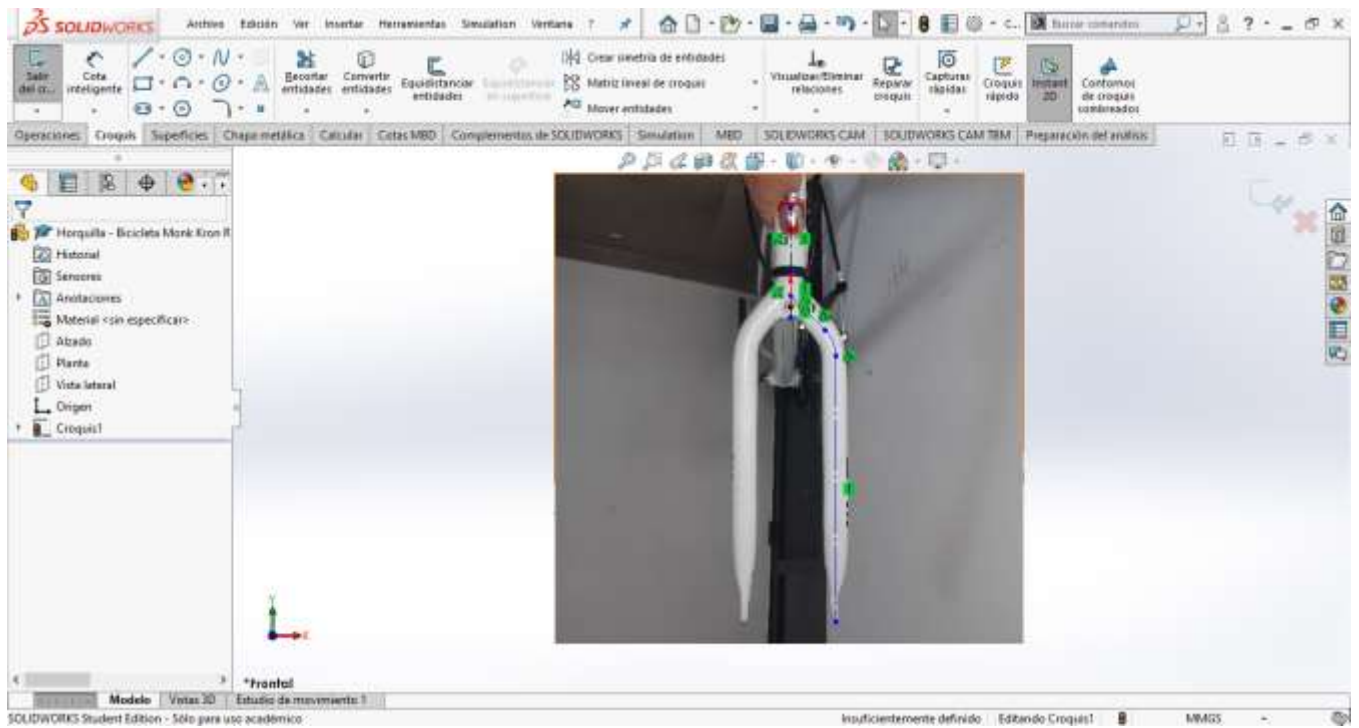 SOLIDWORKS
Archivo Edición Ver Insertar Herramientas Simulation Ventana ?
Buscar comandos
Salir del cr...
Cota inteligente
Recortar entidades
Convertir entidades
Equidistanciar entidades
Crear simetría de entidades
Matriz lineal de croquis
Mover entidades
Visualizar/Eliminar relaciones
Reparar croquis
Capturas rápidas
Croquis rápido
Instant 2D
Contornos de croquis sombreados
Operaciones Croquis Superficies Chapa metálica Calcular Cotas MBD Complementos de SOLIDWORKS Simulation MBD SOLIDWORKS CAM SOLIDWORKS CAM TBM Preparación del análisis
Horquilla - Bicicleta Monk Kron R
Historial
Sensores
Anotaciones
Material <sin especificar>
Alzado
Planta
Vista lateral
Origen
Croquis1
Y
X
*Frontal
Modelo Vistas 3D Estudio de movimiento 1
SOLIDWORKS Student Edition - Sólo para uso académico
Insuficientemente definido Editando Croquis1 MMGS